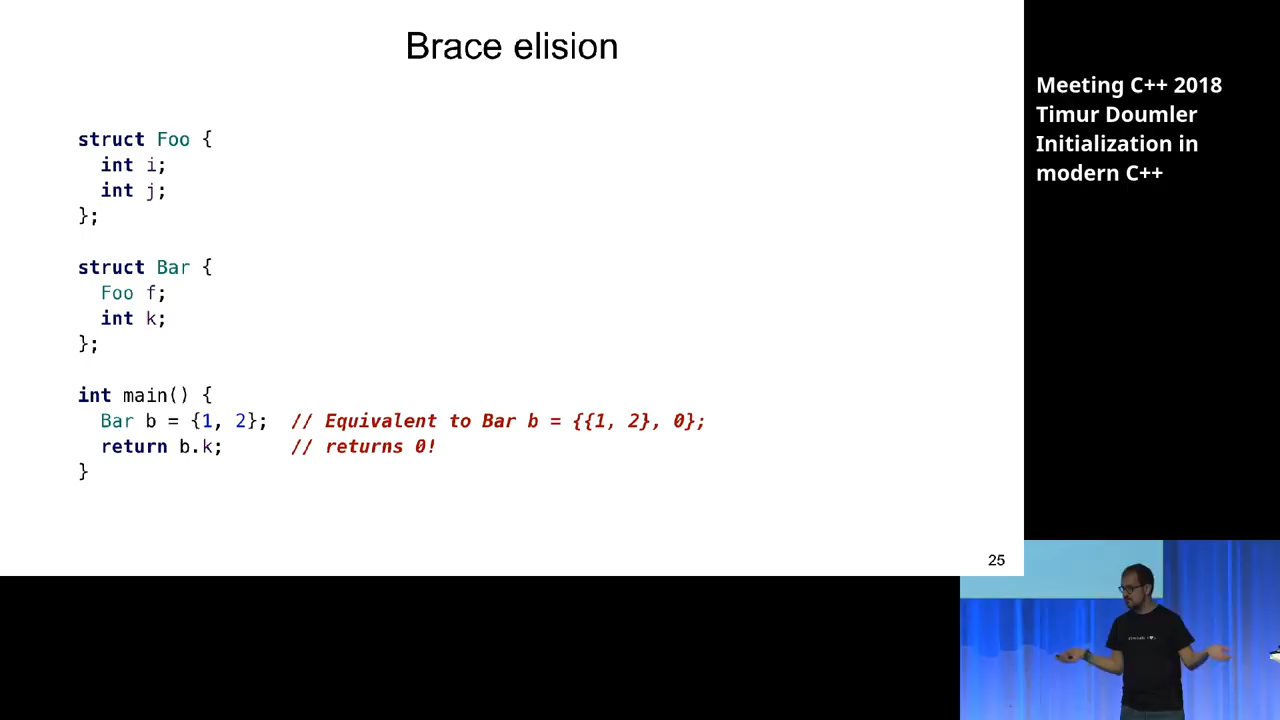 Brace elision
struct Foo {
  int i;
  int j;
};
struct Bar {
  Foo f;
  int k;
};
int main() {
  Bar b = {1, 2};  // Equivalent to Bar b = {{1, 2}, 0};
  return b.k;      // returns 0!
}
25
Meeting C++ 2018
Timur Doumler
Initialization in
modern C++